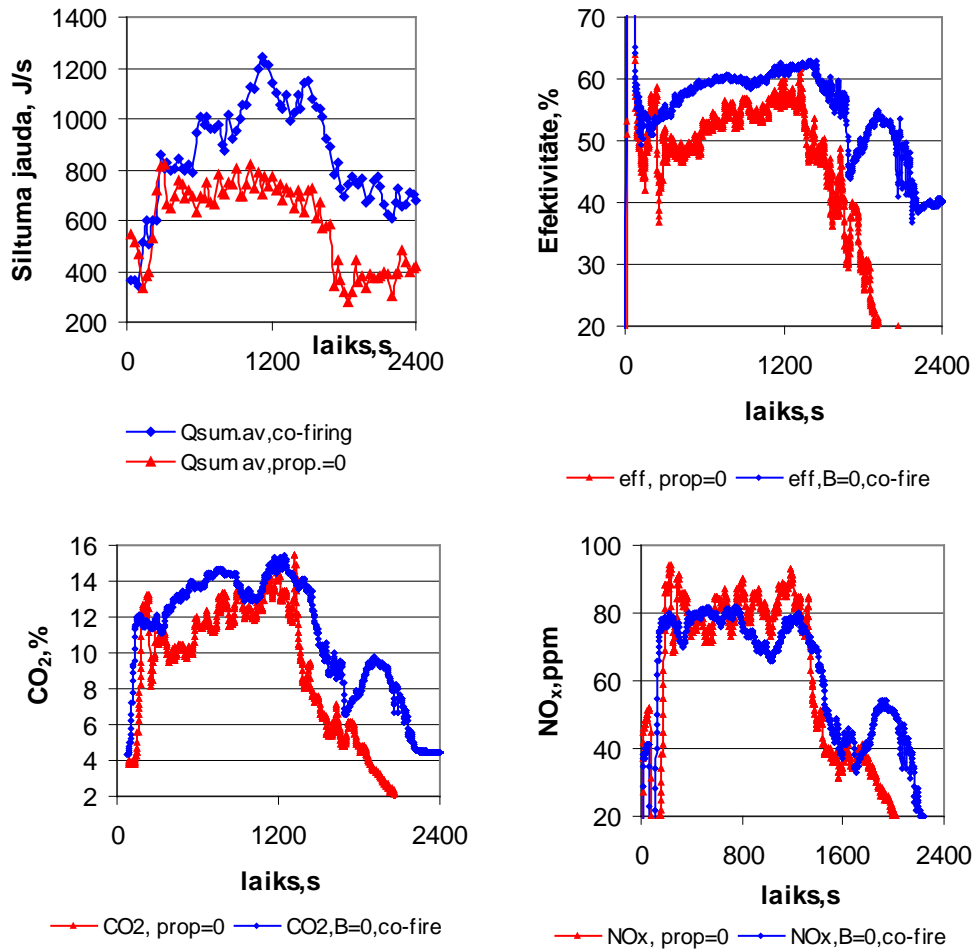 1400
1200
1000
800
600
400
200
Siltuma jauda, J/s
0 1200 2400
laiks,s
Qsum.av,co-firing
Qsum av,prop.=0
70
60
50
40
30
20
Efektivitāte, %
0 1200 2400
laiks,s
eff, prop=0 eff,B=0,co-fire
16
14
12
10
8
6
4
2
CO2,%
0 1200 2400
laiks,s
CO2, prop=0 CO2,B=0,co-fire
100
80
60
40
20
NOx,ppm
0 800 1600 2400
laiks,s
NOx, prop=0 NOx,B=0,co-fire